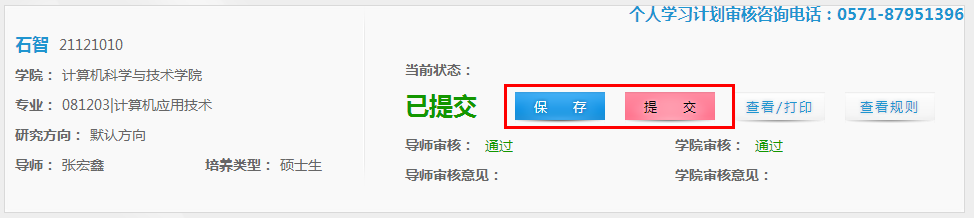 个人学习计划审核咨询电话：0571-87951396
石智 21121010
学院： 计算机科学与技术学院
专业： 081203|计算机应用技术
研究方向： 默认方向
导师： 张宏鑫 培养类型： 硕士生
当前状态：
已提交 保 存 提 交 查看/打印 查看规则
导师审核： 通过 学院审核： 通过
导师审核意见： 学院审核意见：